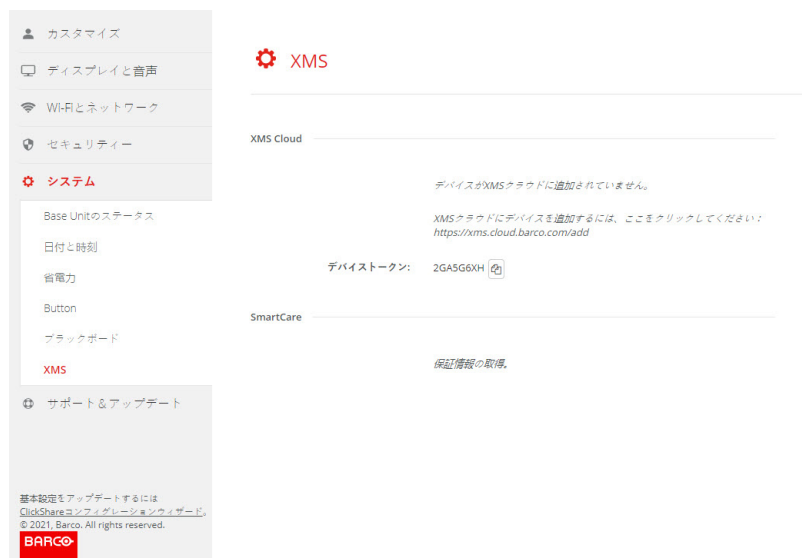 カスタマイズ
ディスプレイと音声
Wi-Fiとネットワーク
セキュリティー
システム
Base Unitのステータス
日付と時刻
省電力
Button
ブラックボード
XMS
サポート＆アップデート
基本設定をアップデートするには
ClickShareコンフィグレーションウィザード。
© 2021, Barco. All rights reserved.
BARCO
XMS
XMS Cloud
デバイスがXMSクラウドに追加されていません。
XMSクラウドにデバイスを追加するには、ここをクリックしてください：
https://xms.cloud.barco.com/add
デバイストークン: 2GA5G6XH
SmartCare
保証情報の取得。